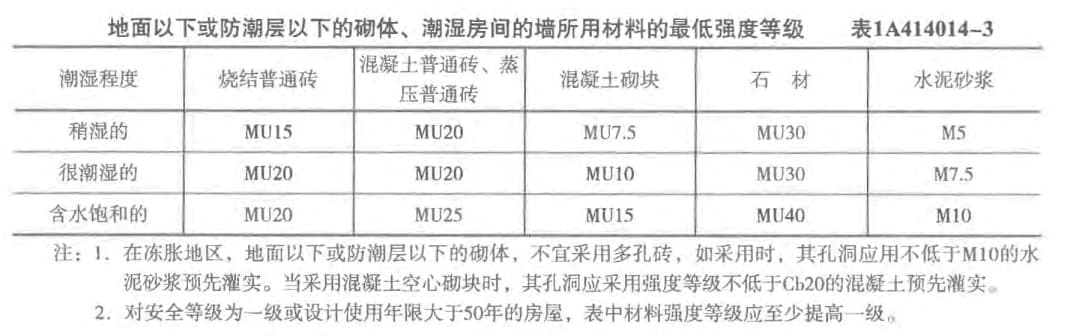 地面以下或防潮层以下的砌体、潮湿房间的墙所用材料的最低强度等级 表1A414014-3
潮湿程度 烧结普通砖 混凝土普通砖、蒸压普通砖 混凝土砌块 石材 水泥砂浆
稍湿的 MU15 MU20 MU7.5 MU30 M5
很潮湿的 MU20 MU20 MU10 MU30 M7.5
含水饱和的 MU20 MU25 MU15 MU40 M10
注：1. 在冻胀地区，地面以下或防潮层以下的砌体，不宜采用多孔砖，如采用时，其孔洞应用不低于M10的水
泥砂浆预先灌实。当采用混凝土空心砌块时，其孔洞应采用强度等级不低于Cb20的混凝土预先灌实。
2. 对安全等级为一级或设计使用年限大于50年的房屋，表中材料强度等级应至少提高一级。